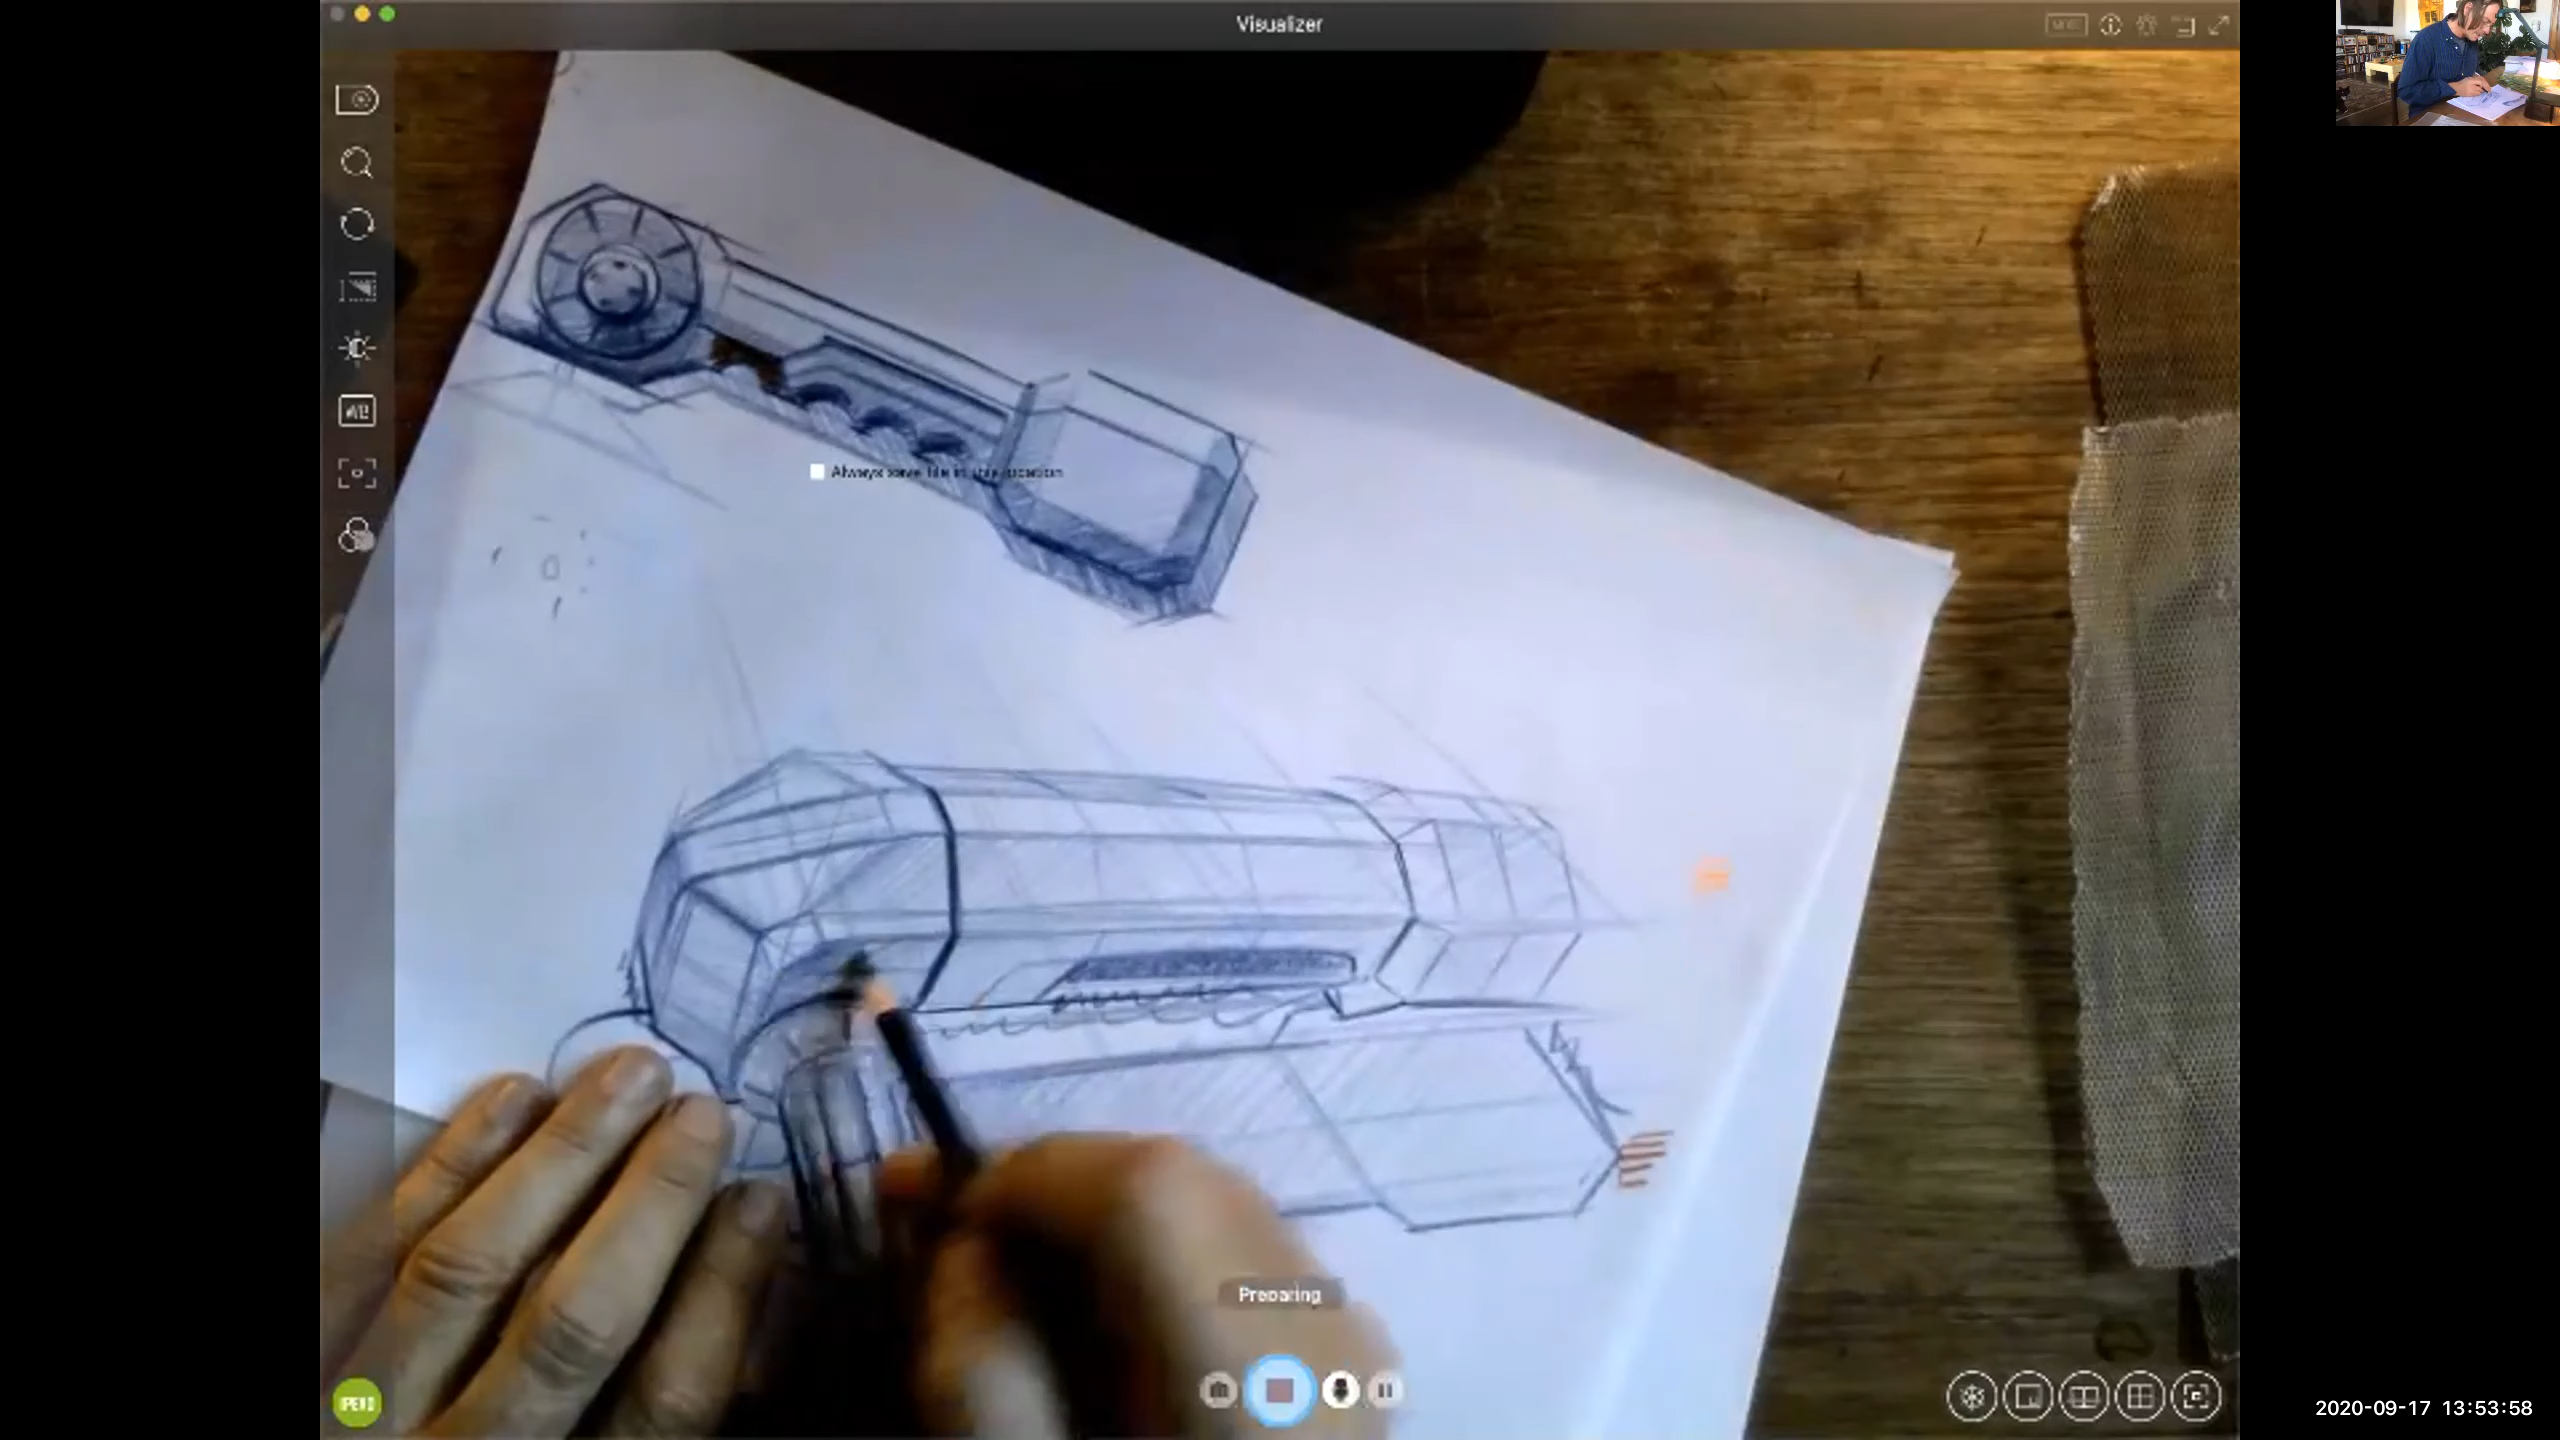 Visualizer
Always save file in this location
Preparing
IPEVO
2020-09-17 13:53:58